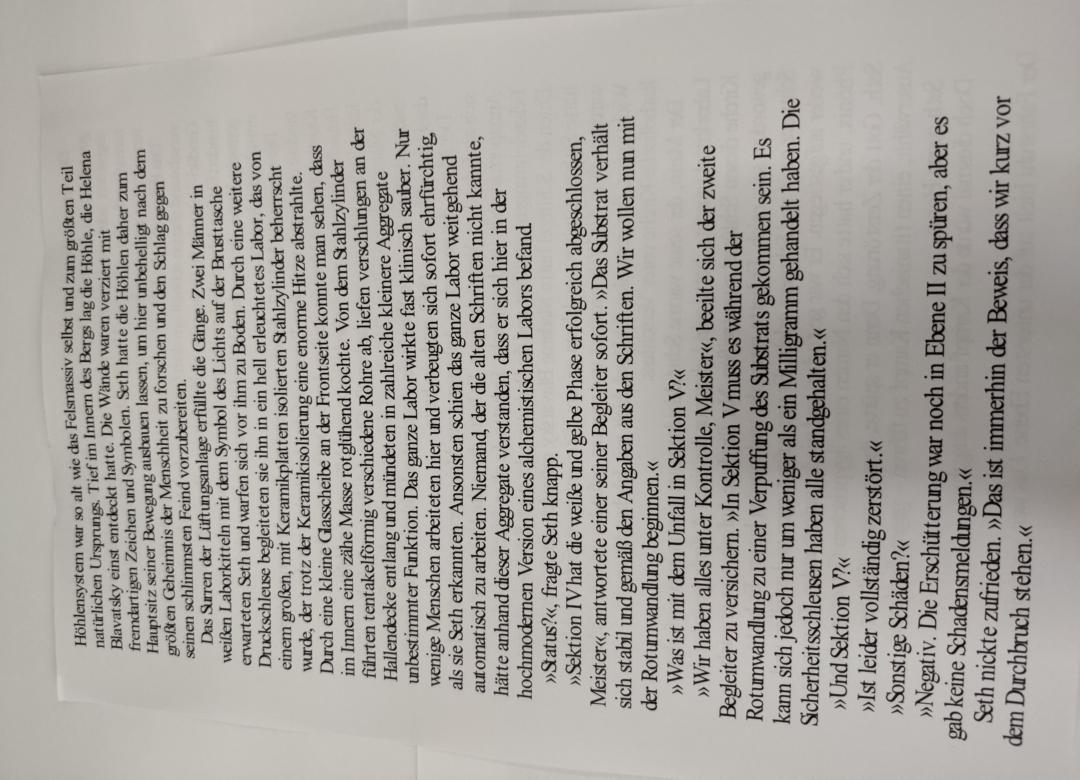 Höhlensystem war so alt wie das Felsmassiv selbst und zum größten Teil
natürlichen Ursprungs. Tief im Innern des Bergs lag die Höhle, die Helena
Blavatsky einst entdeckt hatte. Die Wände waren verziert mit
fremdartigen Zeichen und Symbolen. Seth hatte die Höhlen daher zum
Hauptsitz seiner Bewegung ausbauen lassen, um hier unbehelligt nach dem
größten Geheimnis der Menschheit zu forschen und den Schlag gegen
seinen schlimmsten Feind vorzubereiten.
Das Surren der Lüftungsanlage erfüllte die Gänge. Zwei Männer in
weißen Laborkitteln mit dem Symbol des Lichts auf der Brusttasche
erwarteten Seth und warfen sich vor ihm zu Boden. Durch eine weitere
Druckschleuse begleiteten sie ihn in ein hell erleuchtetes Labor, das von
einem großen, mit Keramikplatten isolierten Stahlzylinder beherrscht
wurde, der trotz der Keramikisolierung eine enorme Hitze abstrahlte.
Durch eine kleine Glasscheibe an der Frontseite konnte man sehen, dass
im Innern eine zähe Masse rotglühend kochte. Von dem Stahlzylinder
führten tentakelförmig verschiedene Rohre ab, liefen verschlungen an der
Hallendecke entlang und mündeten in zahlreiche kleinere Aggregate
unbestimmter Funktion. Das ganze Labor wirkte fast klinisch sauber. Nur
wenige Menschen arbeiteten hier und verbeugten sich sofort ehrfürchtig,
als sie Seth erkannten. Ansonsten schien das ganze Labor weitgehend
automatisch zu arbeiten. Niemand, der die alten Schriften nicht kannte,
hätte anhand dieser Aggregate verstanden, dass er sich hier in der
hochmodernen Version eines alchemistischen Labors befand.
»Status?«, fragte Seth knapp.
»Sektion IV hat die weiße und gelbe Phase erfolgreich abgeschlossen,
Meister«, antwortete einer seiner Begleiter sofort. »Das Substrat verhält
sich stabil und gemäß den Angaben aus den Schriften. Wir wollen nun mit
der Rotumwandlung beginnen.«
»Was ist mit dem Unfall in Sektion V?«
»Wir haben alles unter Kontrolle, Meister«, beeilte sich der zweite
Begleiter zu versichern. »In Sektion V muss es während der
Rotumwandlung zu einer Verpuffung des Substrats gekommen sein. Es
kann sich jedoch nur um weniger als ein Milligramm gehandelt haben. Die
Sicherheitsschleusen haben alle standgehalten.«
»Und Sektion V?«
»Ist leider vollständig zerstört.«
»Sonstige Schäden?«
»Negativ. Die Erschütterung war noch in Ebene II zu spüren, aber es
gab keine Schadensmeldungen.«
Seth nickte zufrieden. »Das ist immerhin der Beweis, dass wir kurz vor
dem Durchbruch stehen.«